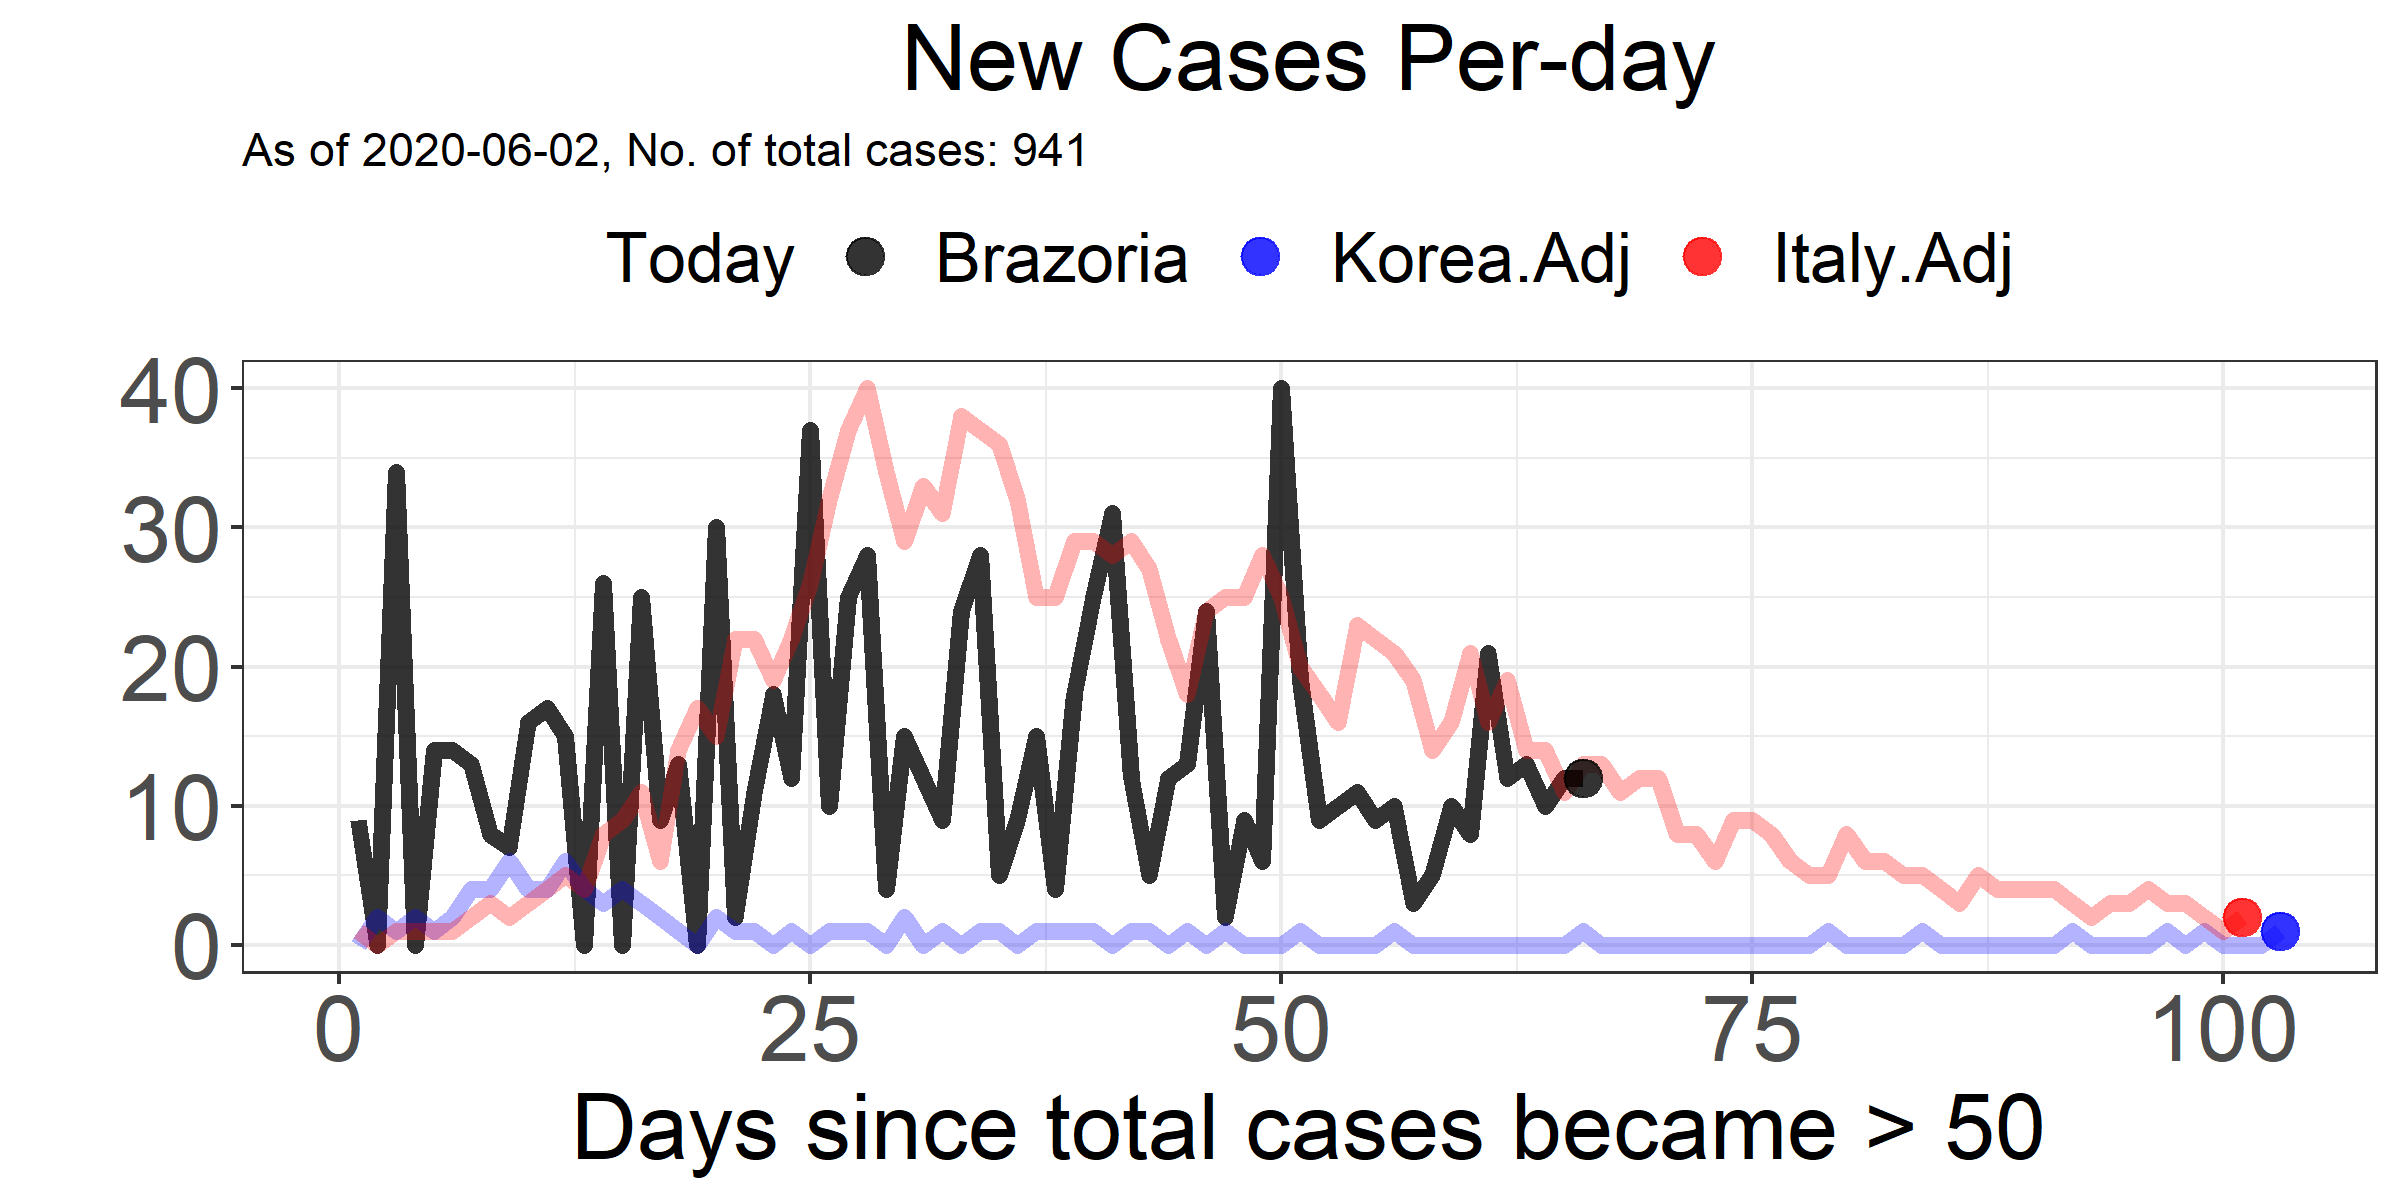 New Cases Per-day
As of 2020-06-02, No. of total cases: 941
Today Brazoria Korea.Adj Italy.Adj
40
30
20
10
0
0 25 50 75 100
Days since total cases became > 50